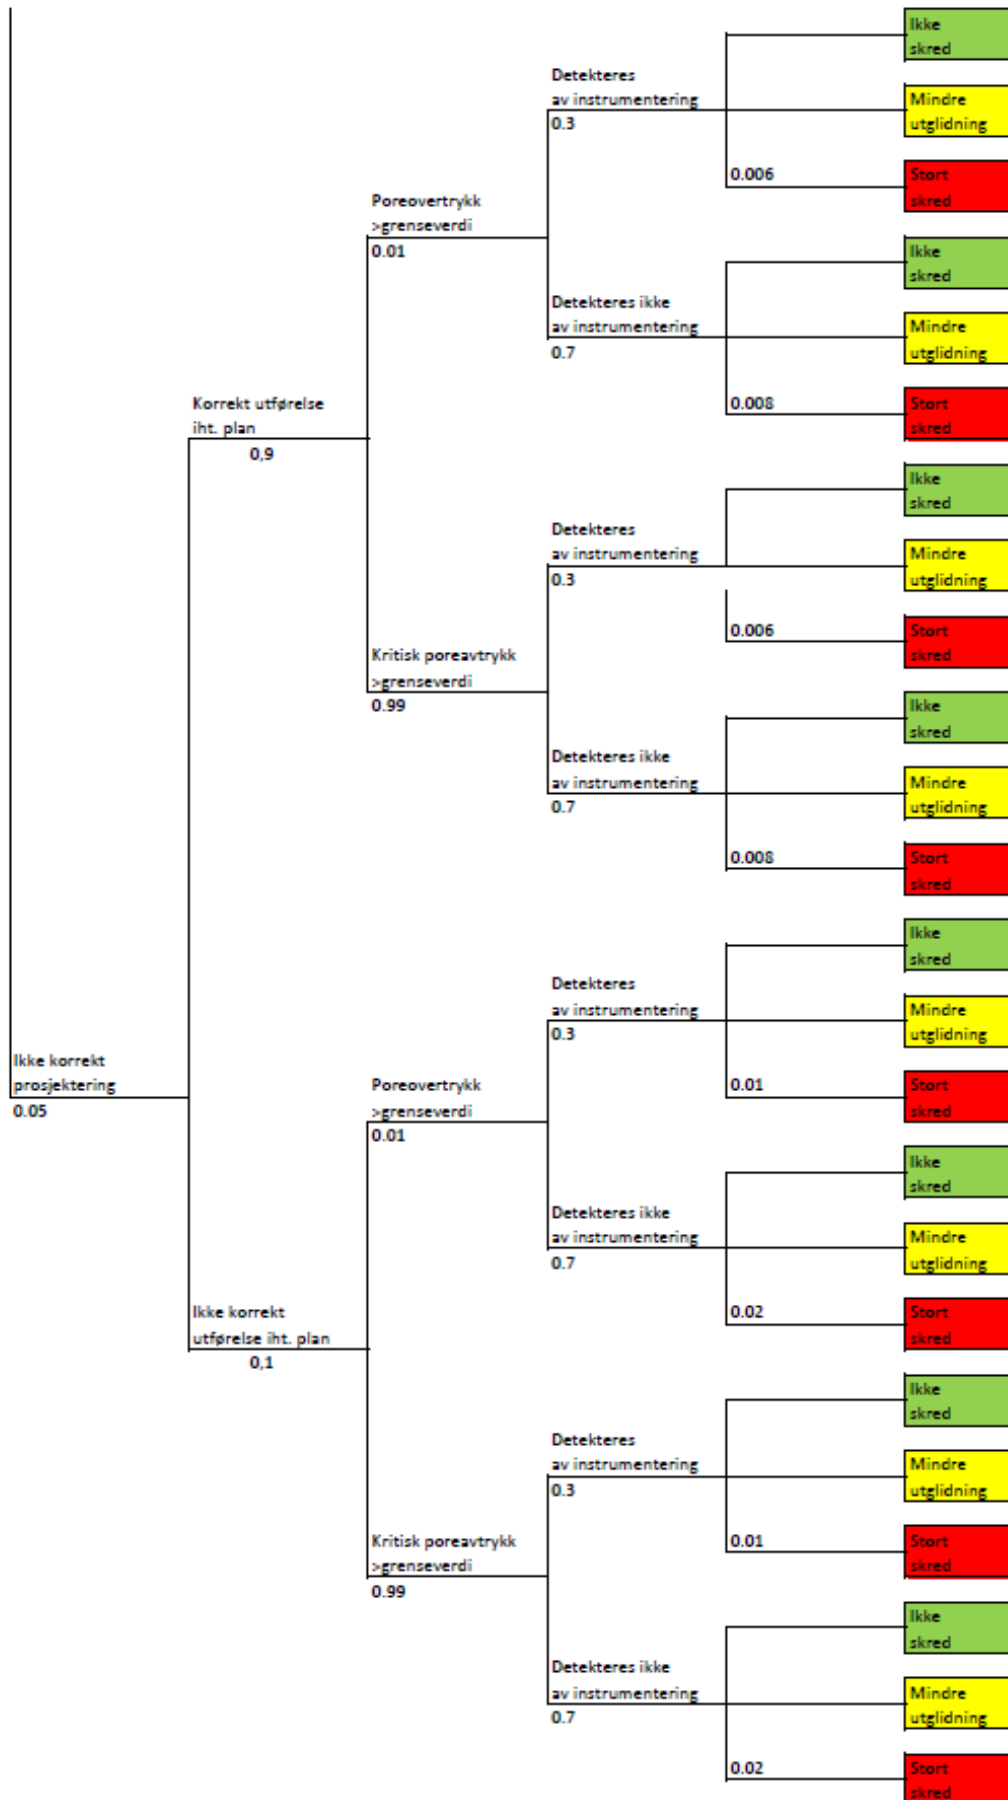 Ikke
skred
Detekteres
av instrumentering
0.3
Mindre
utglidning
0.006
Stort
skred
Poreovertrykk
>grenseverdi
0.01
Ikke
skred
Detekteres ikke
av instrumentering
0.7
Mindre
utglidning
0.008
Stort
skred
Korrekt utførelse
iht. plan
0,9
Ikke
skred
Detekteres
av instrumentering
0.3
Mindre
utglidning
0.006
Stort
skred
Kritisk poreavtrykk
>grenseverdi
0.99
Ikke
skred
Detekteres ikke
av instrumentering
0.7
Mindre
utglidning
0.008
Stort
skred
Ikke
skred
Detekteres
av instrumentering
0.3
Mindre
utglidning
Ikke korrekt
prosjektering
0.05
0.01
Stort
skred
Poreovertrykk
>grenseverdi
0.01
Ikke
skred
Detekteres ikke
av instrumentering
0.7
Mindre
utglidning
0.02
Stort
skred
Ikke korrekt
utførelse iht. plan
0,1
Ikke
skred
Detekteres
av instrumentering
0.3
Mindre
utglidning
0.01
Stort
skred
Kritisk poreavtrykk
>grenseverdi
0.99
Ikke
skred
Detekteres ikke
av instrumentering
0.7
Mindre
utglidning
0.02
Stort
skred